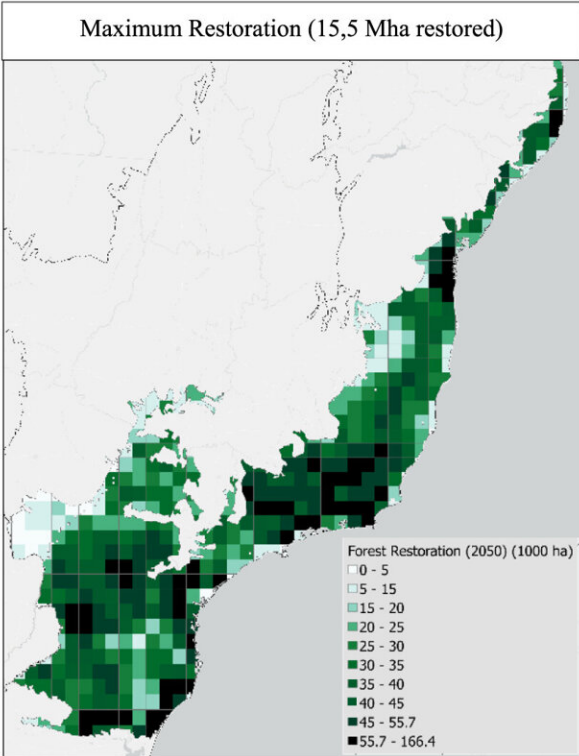 Maximum Restoration (15,5 Mha restored)
Forest Restoration (2050) (1000 ha)
0 - 5
5 - 15
15 - 20
20 - 25
25 - 30
30 - 35
35 - 40
40 - 45
45 - 55.7
55.7 - 166.4